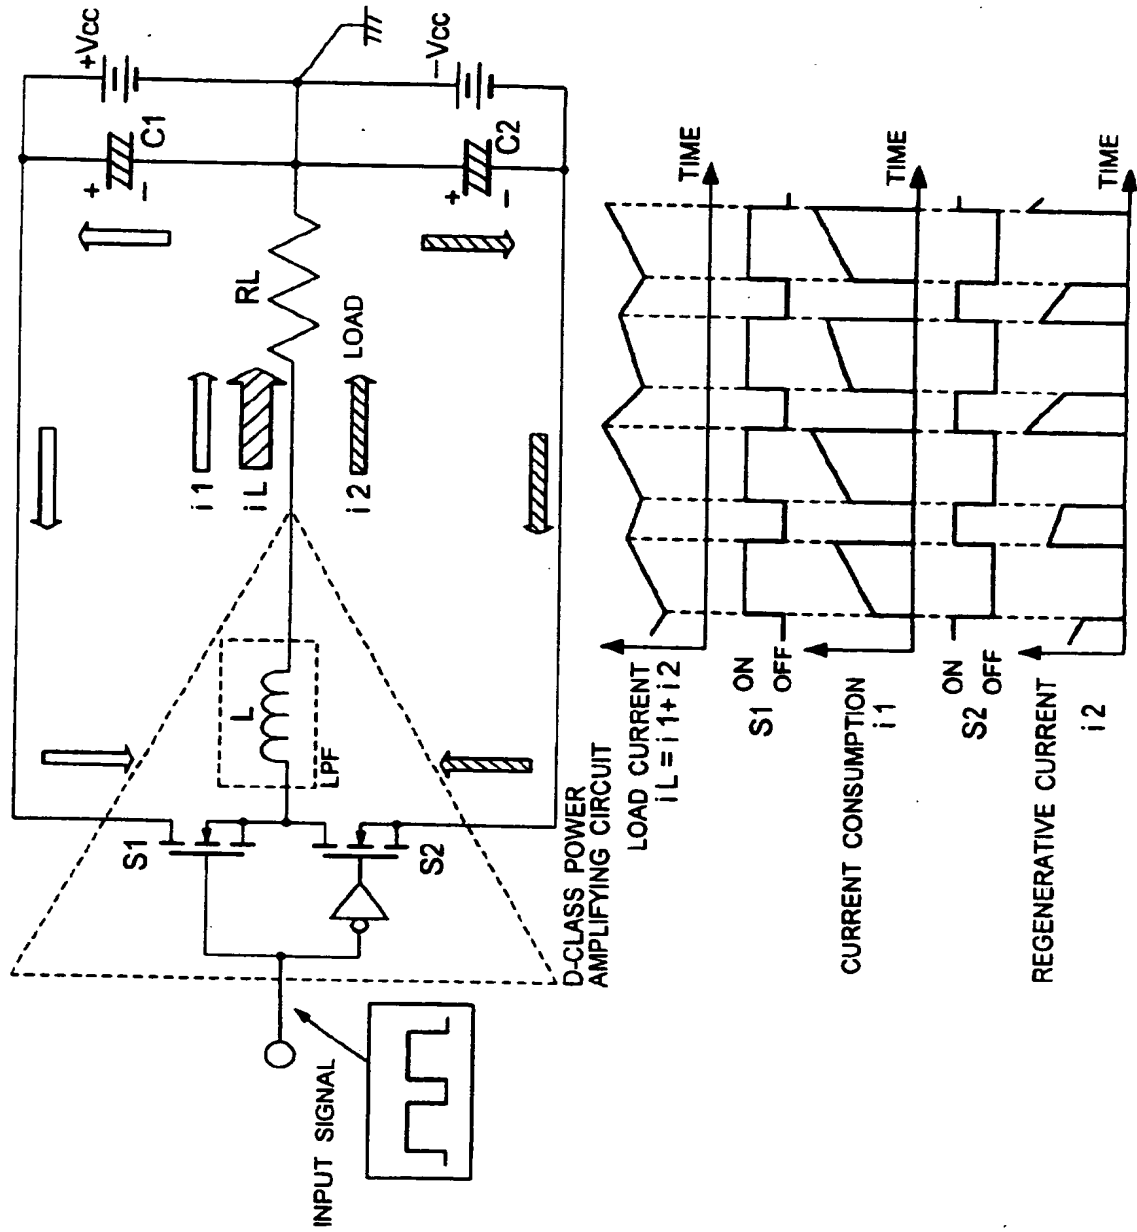 INPUT SIGNAL
D-CLASS POWER
AMPLIFYING CIRCUIT
S1
S2
L
LPF
i1
iL
i2
RL
LOAD
+
-
C1
+Vcc
+
-
C2
-Vcc
LOAD CURRENT
iL = i1+ i2
TIME
S1
ON
OFF
CURRENT CONSUMPTION
i1
TIME
S2
ON
OFF
REGENERATIVE CURRENT
i2
TIME